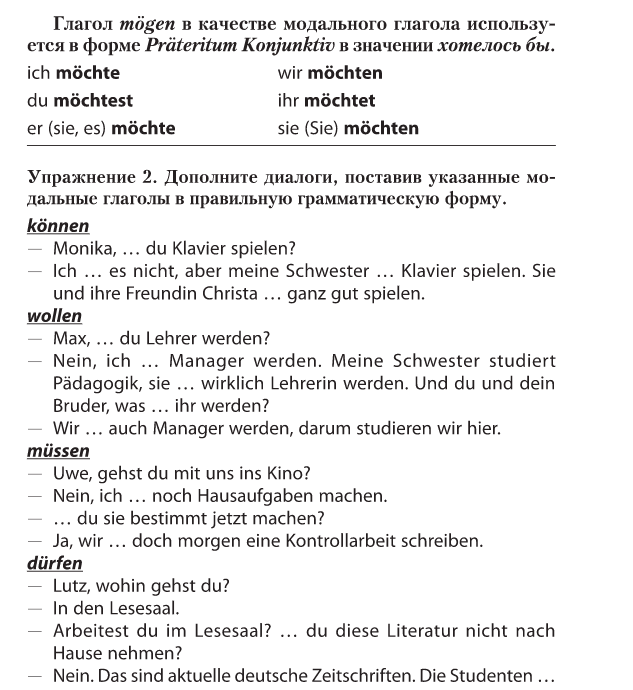 Глагол mögen в качестве модального глагола использу-
ется в форме Präteritum Konjunktiv в значении хотелось бы.
ich möchte wir möchten
du möchtest ihr möchtet
er (sie, es) möchte sie (Sie) möchten
Упражнение 2. Дополните диалоги, поставив указанные мо-
дальные глаголы в правильную грамматическую форму.
können
— Monika, … du Klavier spielen?
— Ich … es nicht, aber meine Schwester … Klavier spielen. Sie
und ihre Freundin Christa … ganz gut spielen.
wollen
— Max, … du Lehrer werden?
— Nein, ich … Manager werden. Meine Schwester studiert
Pädagogik, sie … wirklich Lehrerin werden. Und du und dein
Bruder, was … ihr werden?
— Wir … auch Manager werden, darum studieren wir hier.
müssen
— Uwe, gehst du mit uns ins Kino?
— Nein, ich … noch Hausaufgaben machen.
— … du sie bestimmt jetzt machen?
— Ja, wir … doch morgen eine Kontrollarbeit schreiben.
dürfen
— Lutz, wohin gehst du?
— In den Lesesaal.
— Arbeitest du im Lesesaal? … du diese Literatur nicht nach
Hause nehmen?
— Nein. Das sind aktuelle deutsche Zeitschriften. Die Studenten …